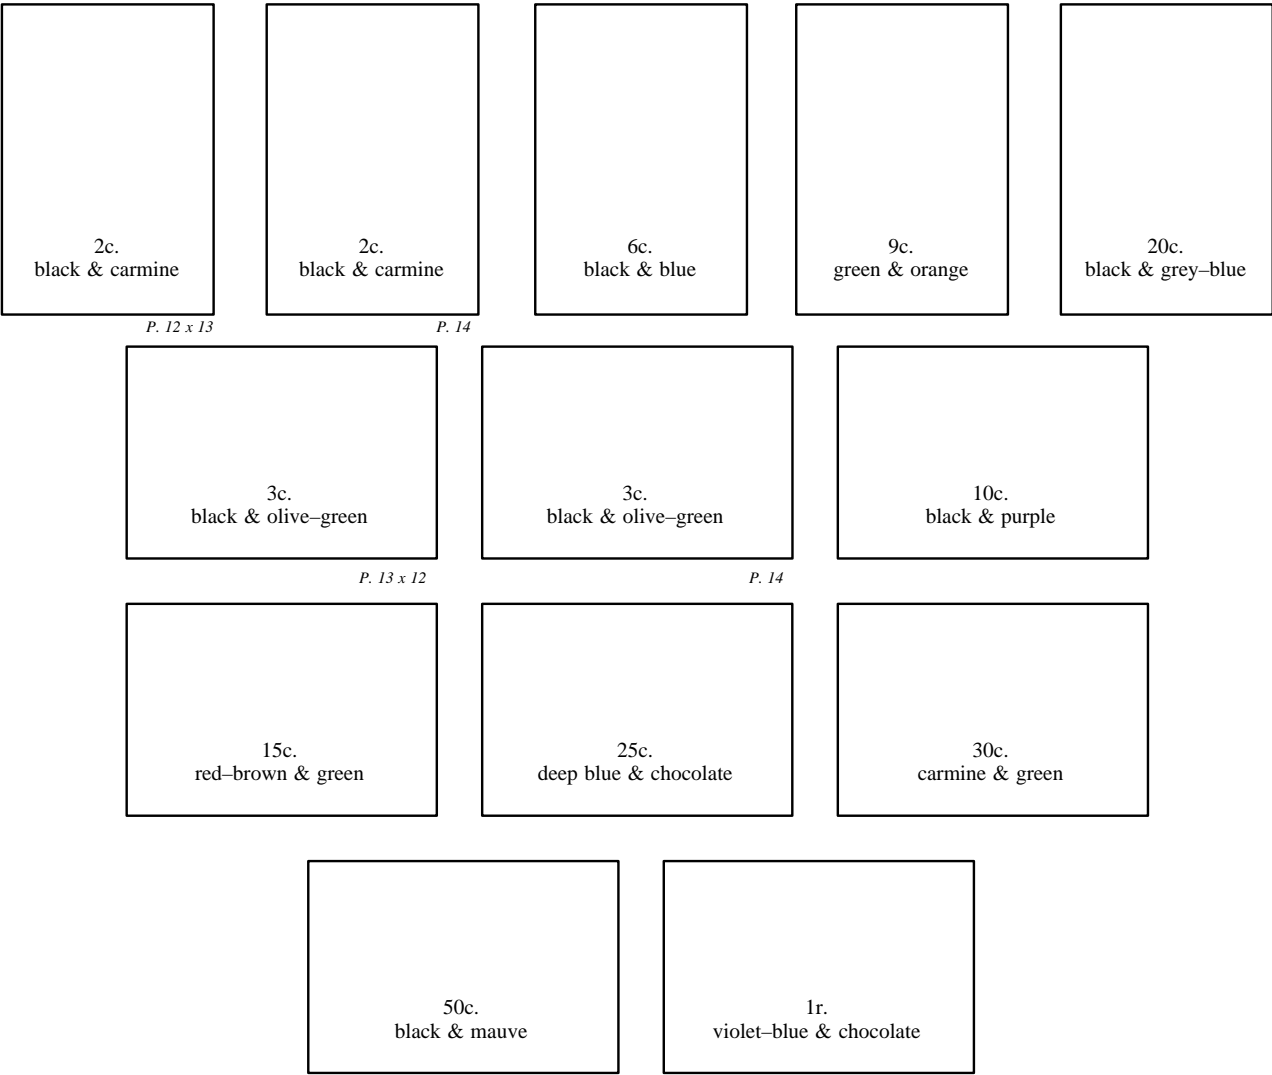 2c.
black & carmine
2c.
black & carmine
6c.
black & blue
9c.
green & orange
20c.
black & grey–blue
P. 12 x 13
P. 14
3c.
black & olive–green
3c.
black & olive–green
10c.
black & purple
P. 13 x 12
P. 14
15c.
red–brown & green
25c.
deep blue & chocolate
30c.
carmine & green
50c.
black & mauve
1r.
violet–blue & chocolate